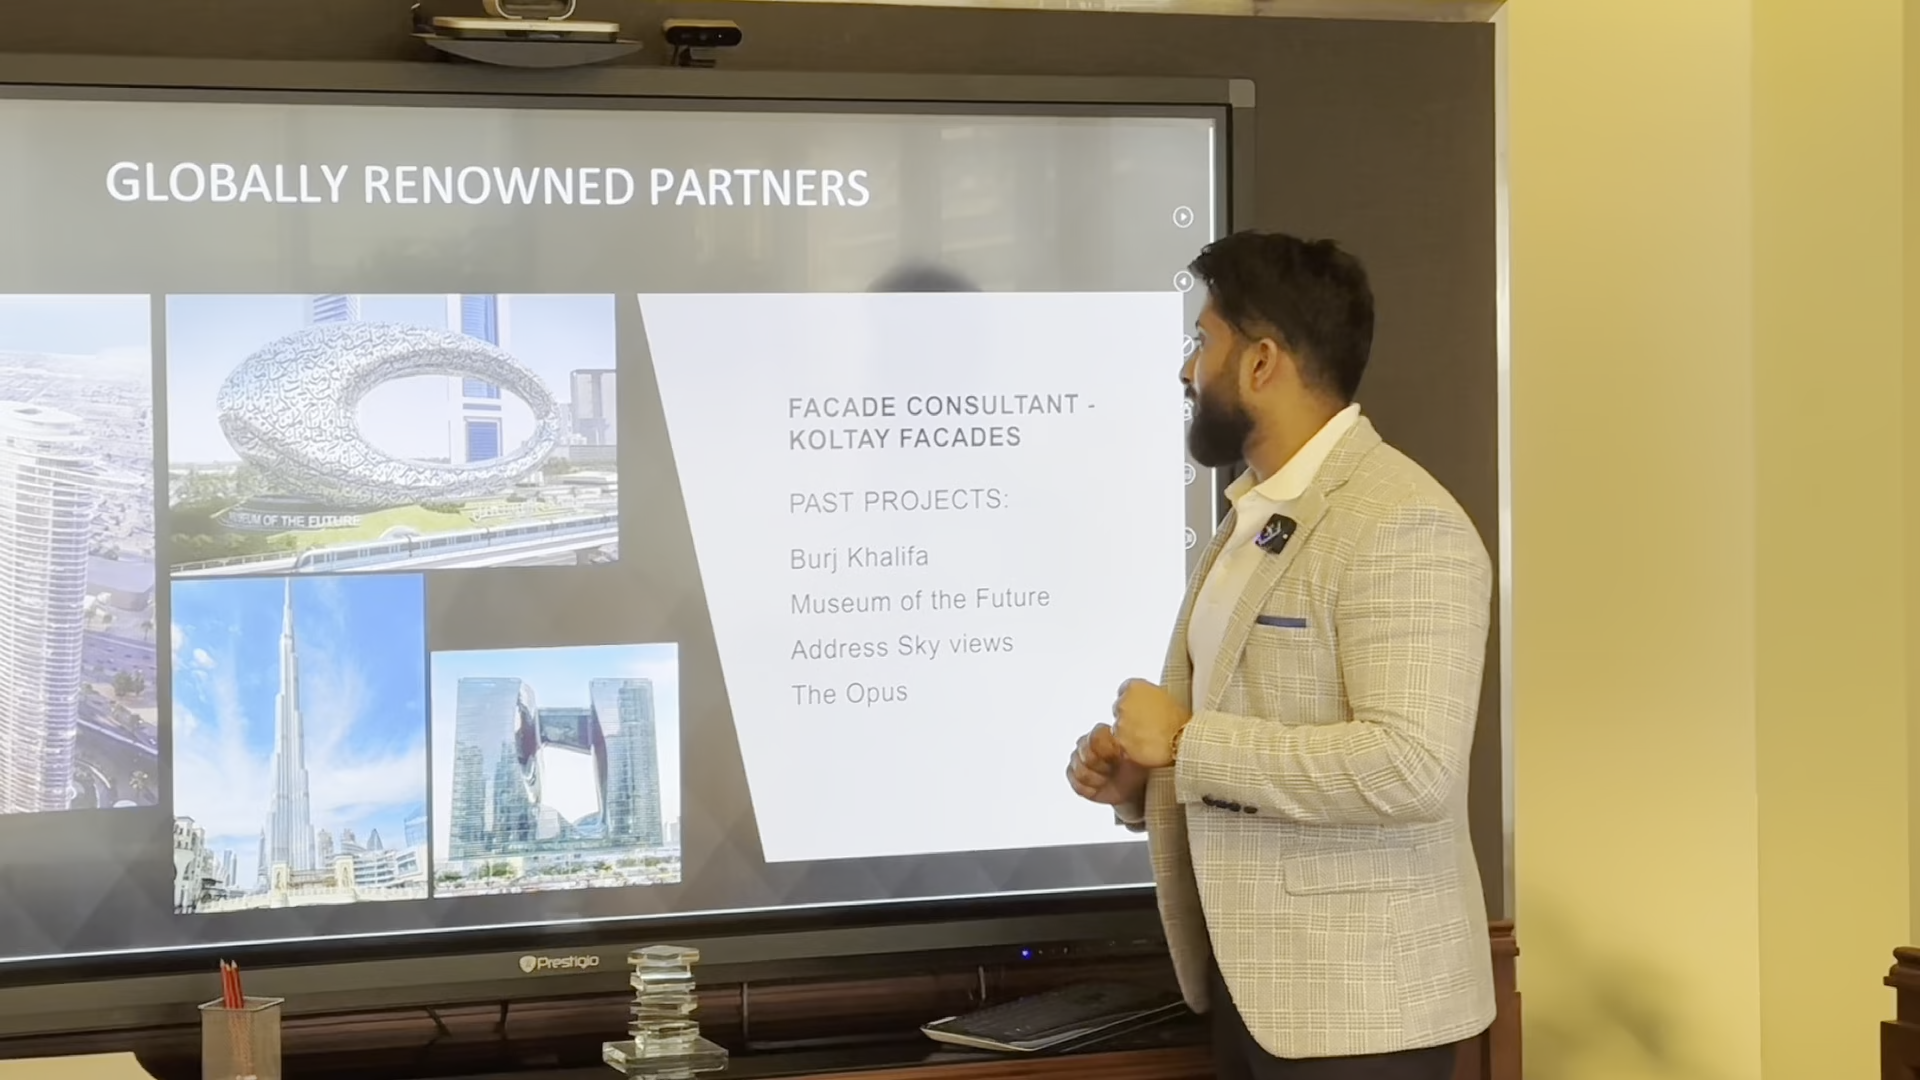 GLOBALLY RENOWNED PARTNERS
FACADE CONSULTANT -
KOLTAY FACADES
PAST PROJECTS:
Burj Khalifa
Museum of the Future
Address Sky views
The Opus
MUSEUM OF THE FUTURE
Prestigio